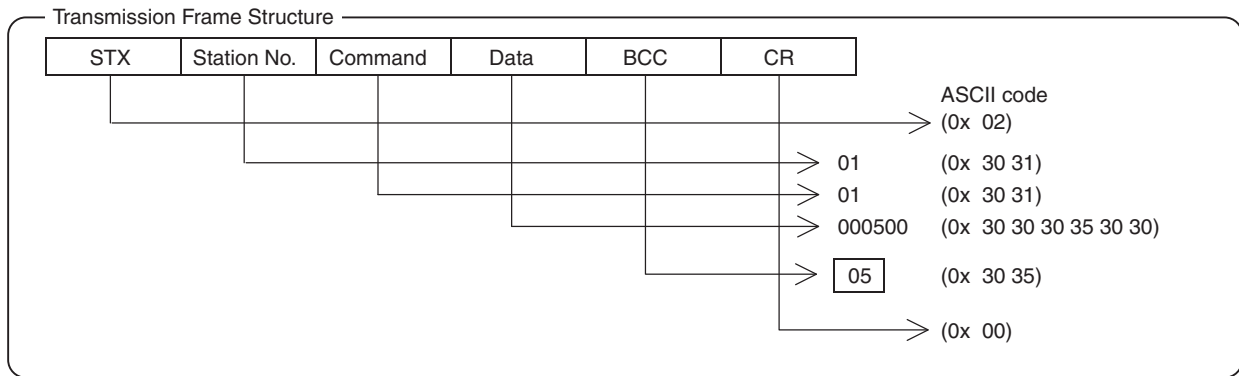 Transmission Frame Structure
STX Station No. Command Data BCC CR
ASCII code
(0x 02)
01 (0x 30 31)
01 (0x 30 31)
000500 (0x 30 30 30 35 30 30)
05 (0x 30 35)
(0x 00)